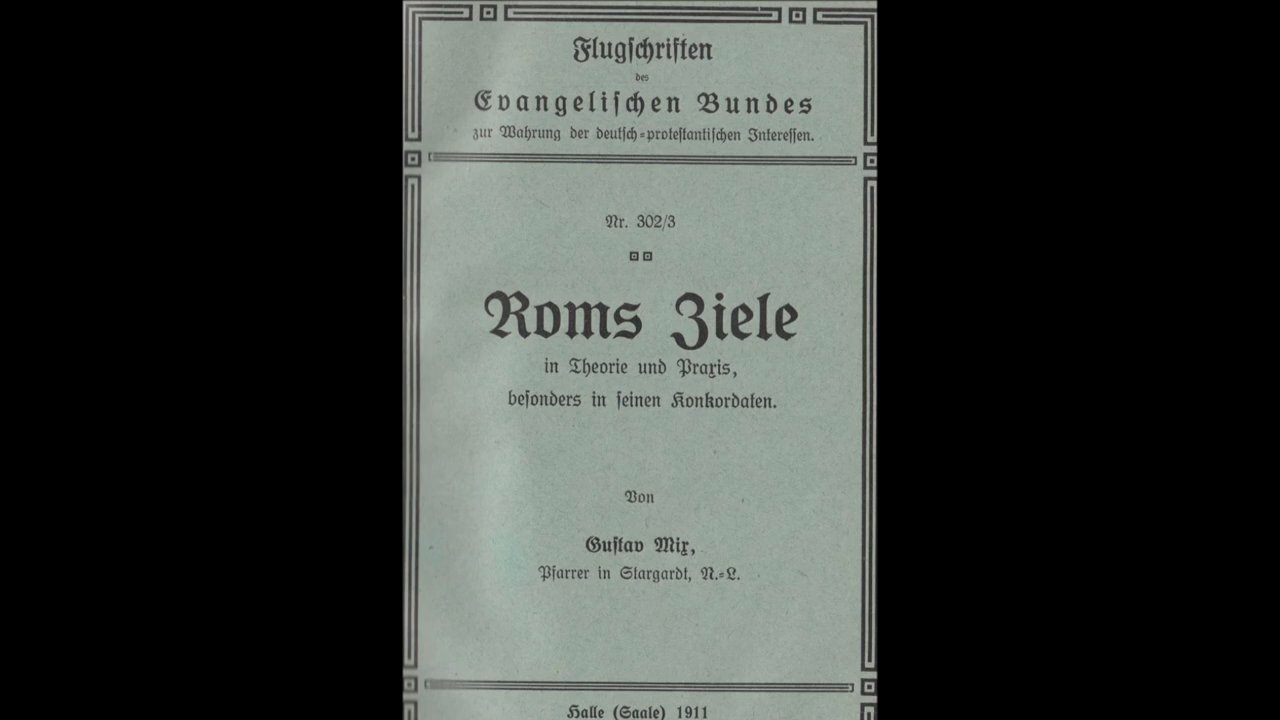 Flugschriften
des
Evangelischen Bundes
zur Wahrung der deutsch-protestantischen Interessen.
Nr. 302/3
Roms Ziele
in Theorie und Praxis,
besonders in seinen Konkordaten.
Von
Gustav Mix,
Pfarrer in Stargardt, N.-L.
Halle (Saale) 1911